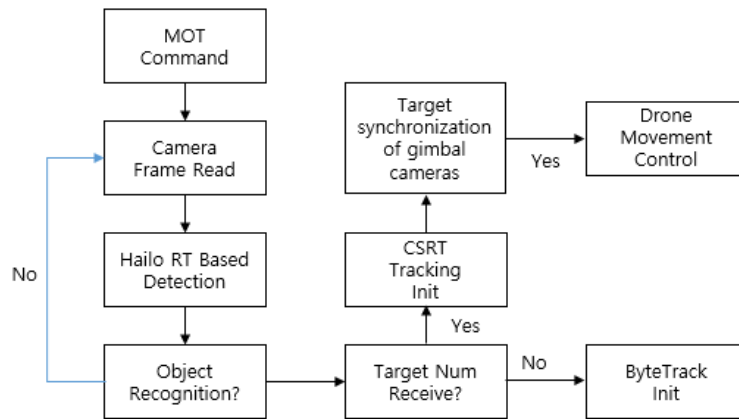 MOT
Command
Camera
Frame Read
No
Hailo RT Based
Detection
Object
Recognition?
Target Num
Receive?
Yes
CSRT
Tracking
Init
Target
synchronization
of gimbal
cameras
Yes
Drone
Movement
Control
No
ByteTrack
Init